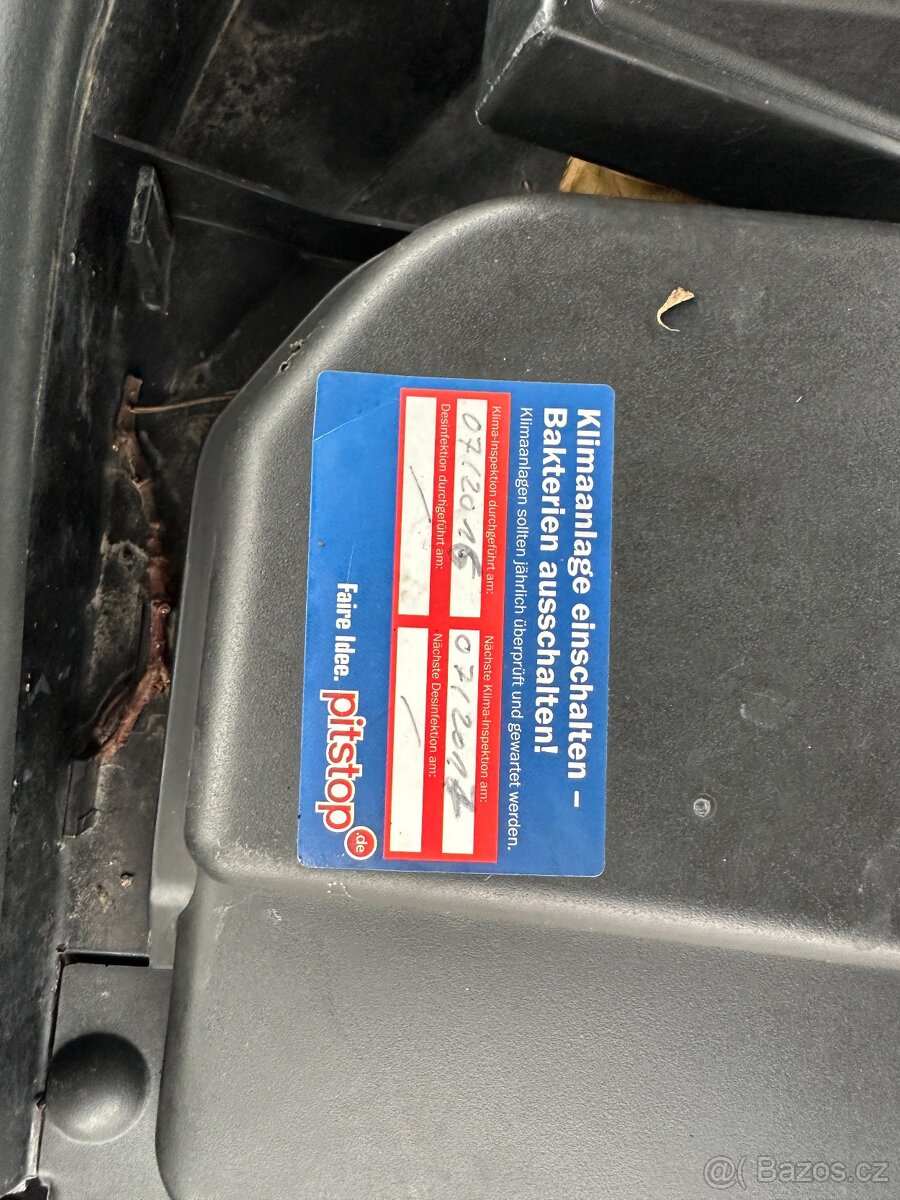 Klimaanlage einschalten –
Bakterien ausschalten!
Klimaanlagen sollten jährlich überprüft und gewartet werden.
Klima-Inspektion durchgeführt am:
07/2016
Nächste Klima-Inspektion am:
07/2017
Desinfektion durchgeführt am:
Nächste Desinfektion am:
Faire Idee. pitstop.de
@( Bazos.cz